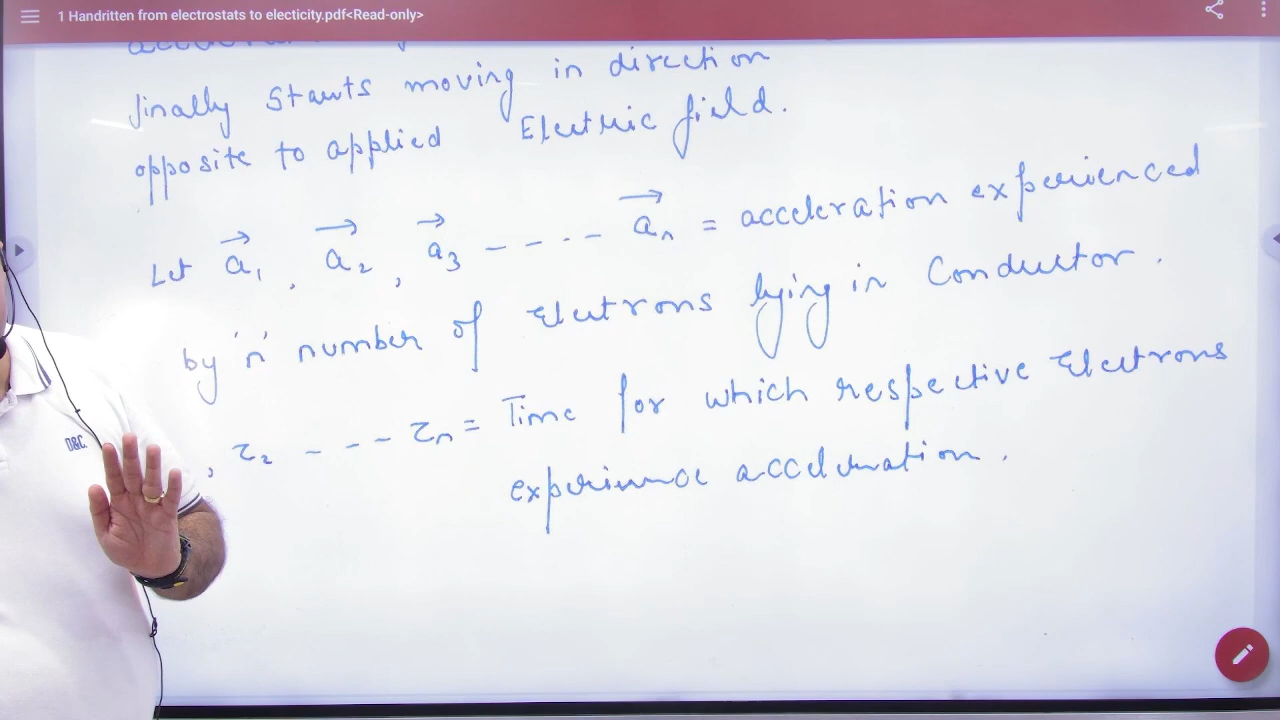 1 Handritten from electrostats to electicity.pdf<Read-only>
finally starts moving in direction
opposite to applied Electric field.
Let a₁, a₂, a₃ - - - - aₙ = acceleration experienced
by 'n' number of Electrons lying in Conductor.
, τ₂ - - - - τₙ = Time for which respective Electrons
experience acceleration.
D&C.